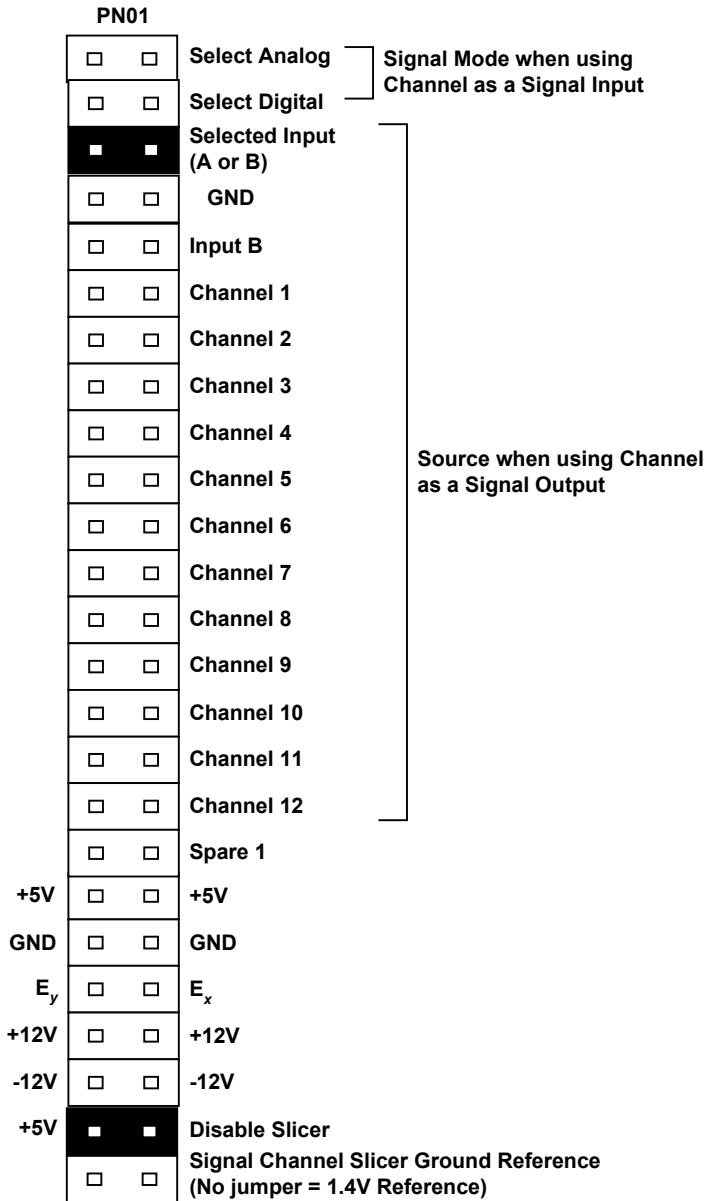 PN01
Select Analog
Signal Mode when using
Channel as a Signal Input
Select Digital
Selected Input
(A or B)
GND
Input B
Channel 1
Channel 2
Channel 3
Channel 4
Channel 5
Channel 6
Channel 7
Channel 8
Channel 9
Channel 10
Channel 11
Channel 12
Source when using Channel
as a Signal Output
Spare 1
+5V +5V
GND GND
Ey Ex
+12V +12V
-12V -12V
+5V Disable Slicer
Signal Channel Slicer Ground Reference
(No jumper = 1.4V Reference)